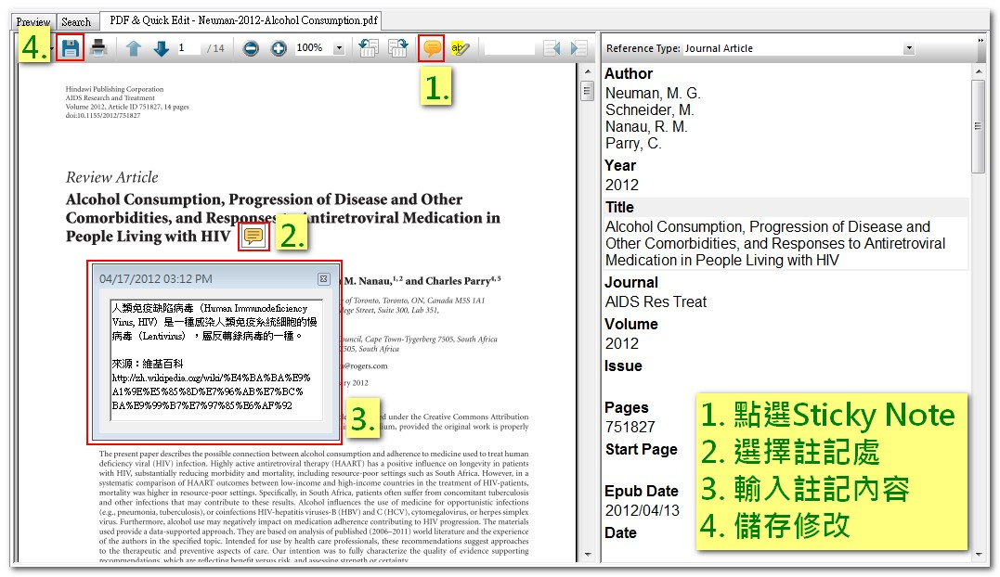 Preview
Search
PDF & Quick Edit - Neuman-2012-Alcohol Consumption.pdf
4.
1
/ 14
100%
ab
1.
Reference Type: Journal Article
Hindawi Publishing Corporation
AIDS Research and Treatment
Volume 2012, Article ID 751827, 14 pages
doi:10.1155/2012/751827
Review Article
Alcohol Consumption, Progression of Disease and Other
Comorbidities, and Responses to Antiretroviral Medication in
People Living with HIV
2.
M. Nanau,1,2 and Charles Parry4,5
of Toronto, Toronto, ON, Canada M5S 1A1
llege Street, Suite 300, Lab 351,
ouncil, Cape Town-Tygerberg 7505, South Africa
7505, South Africa
@rogers.com
ry 2012
04/17/2012 03:12 PM
人類免疫缺陷病毒（Human Immunodeficiency
Virus, HIV）是一種感染人類免疫系統細胞的慢
病毒（Lentivirus），屬反轉錄病毒的一種。
來源：維基百科
http://zh.wikipedia.org/wiki/%E4%BA%BA%E9%
A1%9E%E5%85%8D%E7%96%AB%E7%BC%
BA%E9%99%B7%E7%97%85%E6%AF%92
3.
under the Creative Commons Attribution
dium, provided the original work is properly
The present paper describes the possible connection between alcohol consumption and adherence to medicine used to treat human
deficiency viral (HIV) infection. Highly active antiretroviral therapy (HAART) has a positive influence on longevity in patients
with HIV, substantially reducing morbidity and mortality, including resource-poor settings such as South Africa. However, in a
systematic comparison of HAART outcomes between low-income and high-income countries in the treatment of HIV-patients,
mortality was higher in resource-poor settings. Specifically, in South Africa, patients often suffer from concomitant tuberculosis
and other infections that may contribute to these results. Alcohol influences the use of medicine for opportunistic infections
(e.g., pneumonia, tuberculosis), or coinfections HIV-hepatitis viruses-B (HBV) and C (HCV), cytomegalovirus, or herpes simplex
virus. Furthermore, alcohol use may negatively impact on medication adherence contributing to HIV progression. The materials
used provide a data-supported approach. They are based on analysis of published (2006–2011) world literature and the experience
of the authors in the specified topic. Intended for use by health care professionals, these recommendations suggest approaches
to the therapeutic and preventive aspects of care. Our intention was to fully characterize the quality of evidence supporting
recommendations, which are reflecting benefit versus risk, and assessing strength or certainty.
Author
Neuman, M. G.
Schneider, M.
Nanau, R. M.
Parry, C.
Year
2012
Title
Alcohol Consumption, Progression of Disease and
Other Comorbidities, and Responses to Antiretroviral
Medication in People Living with HIV
Journal
AIDS Res Treat
Volume
2012
Issue
Pages
751827
Start Page
Epub Date
2012/04/13
Date
1. 點選Sticky Note
2. 選擇註記處
3. 輸入註記內容
4. 儲存修改